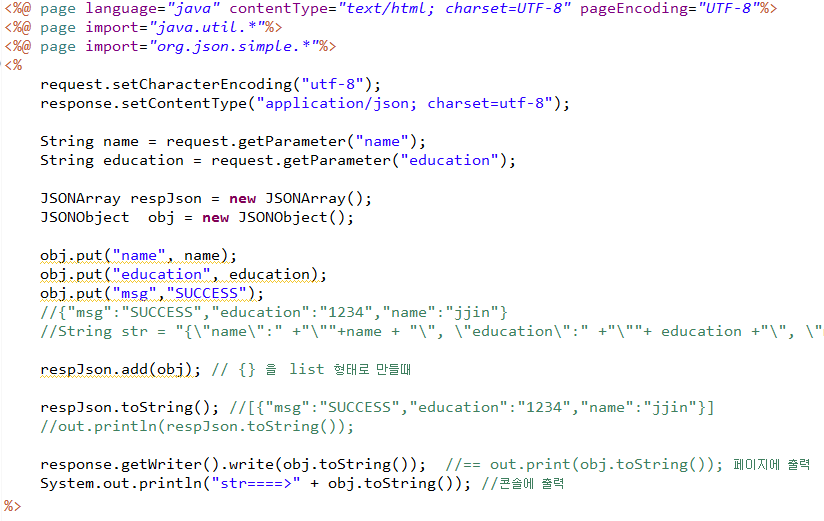 <%@ page language="java" contentType="text/html; charset=UTF-8" pageEncoding="UTF-8"%>
<%@ page import="java.util.*"%>
<%@ page import="org.json.simple.*"%>
<%
request.setCharacterEncoding("utf-8");
response.setContentType("application/json; charset=utf-8");
String name = request.getParameter("name");
String education = request.getParameter("education");
JSONArray respJson = new JSONArray();
JSONObject  obj = new JSONObject();
obj.put("name", name);
obj.put("education", education);
obj.put("msg","SUCCESS");
//{"msg":"SUCCESS","education":"1234","name":"jjin"}
//String str = "{\"name\":" +"\""+name + "\", \"education\":" +"\""+ education +"\", \"
respJson.add(obj); // {} 을 list 형태로 만들때
respJson.toString(); //[{"msg":"SUCCESS","education":"1234","name":"jjin"}]
//out.println(respJson.toString());
response.getWriter().write(obj.toString());  //== out.print(obj.toString()); 페이지에 출력
System.out.println("str====>" + obj.toString()); //콘솔에 출력
%>